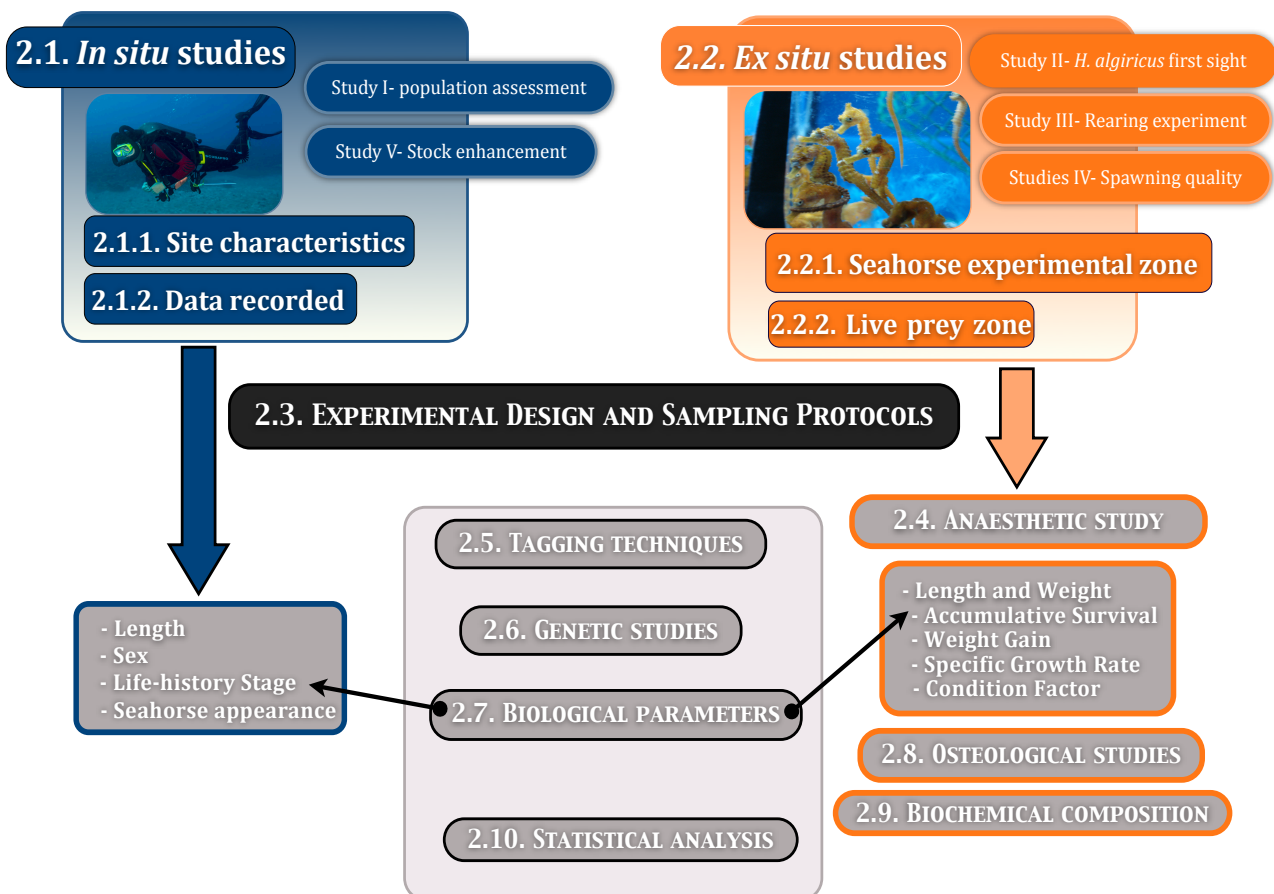 2.1. In situ studies
Study I- population assessment
Study V- Stock enhancement
2.1.1. Site characteristics
2.1.2. Data recorded
2.2. Ex situ studies
Study II- H. algiricus first sight
Study III- Rearing experiment
Studies IV- Spawning quality
2.2.1. Seahorse experimental zone
2.2.2. Live prey zone
2.3. Experimental Design and Sampling Protocols
2.4. Anaesthetic study
2.5. Tagging techniques
2.6. Genetic studies
- Length
- Sex
- Life-history Stage
- Seahorse appearance
2.7. Biological parameters
- Length and Weight
- Accumulative Survival
- Weight Gain
- Specific Growth Rate
- Condition Factor
2.8. Osteological studies
2.9. Biochemical composition
2.10. Statistical analysis